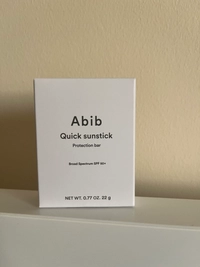 Abib
Quick sunstick
Protection bar
Broad Spectrum SPF 50+
NET WT. 0.77 OZ. 22 g